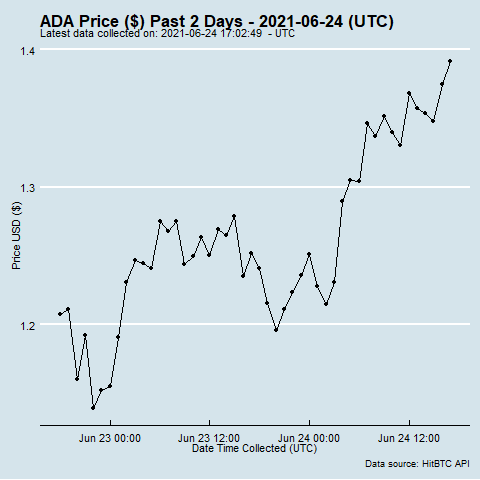 ADA Price ($) Past 2 Days - 2021-06-24 (UTC)
Latest data collected on: 2021-06-24 17:02:49  - UTC
1.4
1.3
1.2
Price USD ($)
Jun 23 00:00
Jun 23 12:00
Jun 24 00:00
Jun 24 12:00
Date Time Collected (UTC)
Data source: HitBTC API